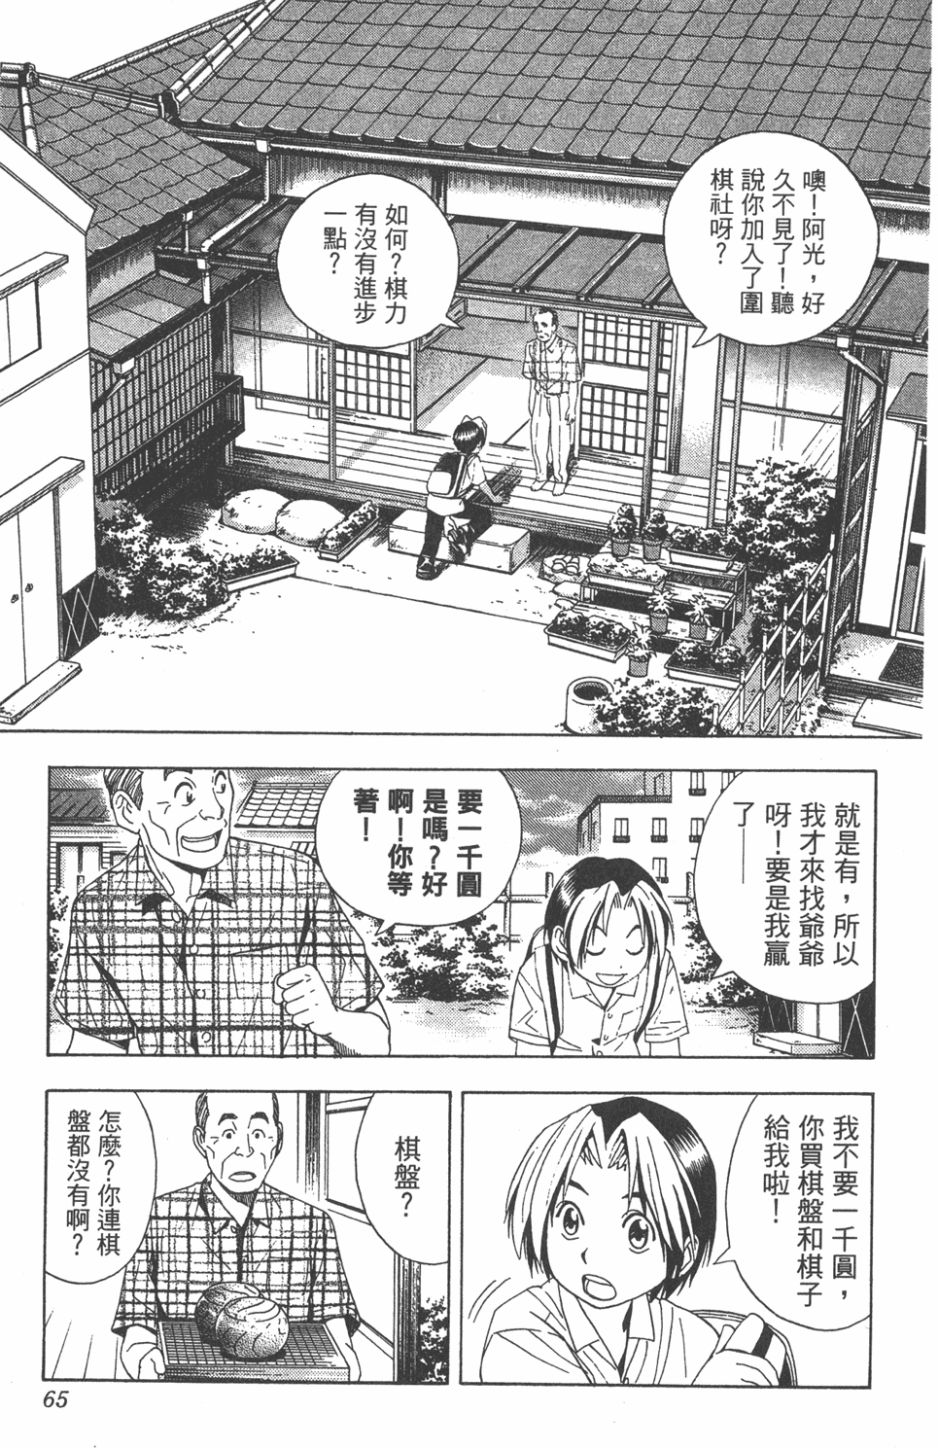 噢！阿光，好
久不見了！聽
說你加入了圍
棋社呀？
如何？棋力
有沒有進步
一點？
就是有，所以
我才來找爺爺
呀！要是我贏
了——
要一千圓
是嗎？好
啊！你等
著！
我不要一千圓，
你買棋盤和棋子
給我啦！
棋盤？
怎麼？你連棋
盤都沒有啊？
65